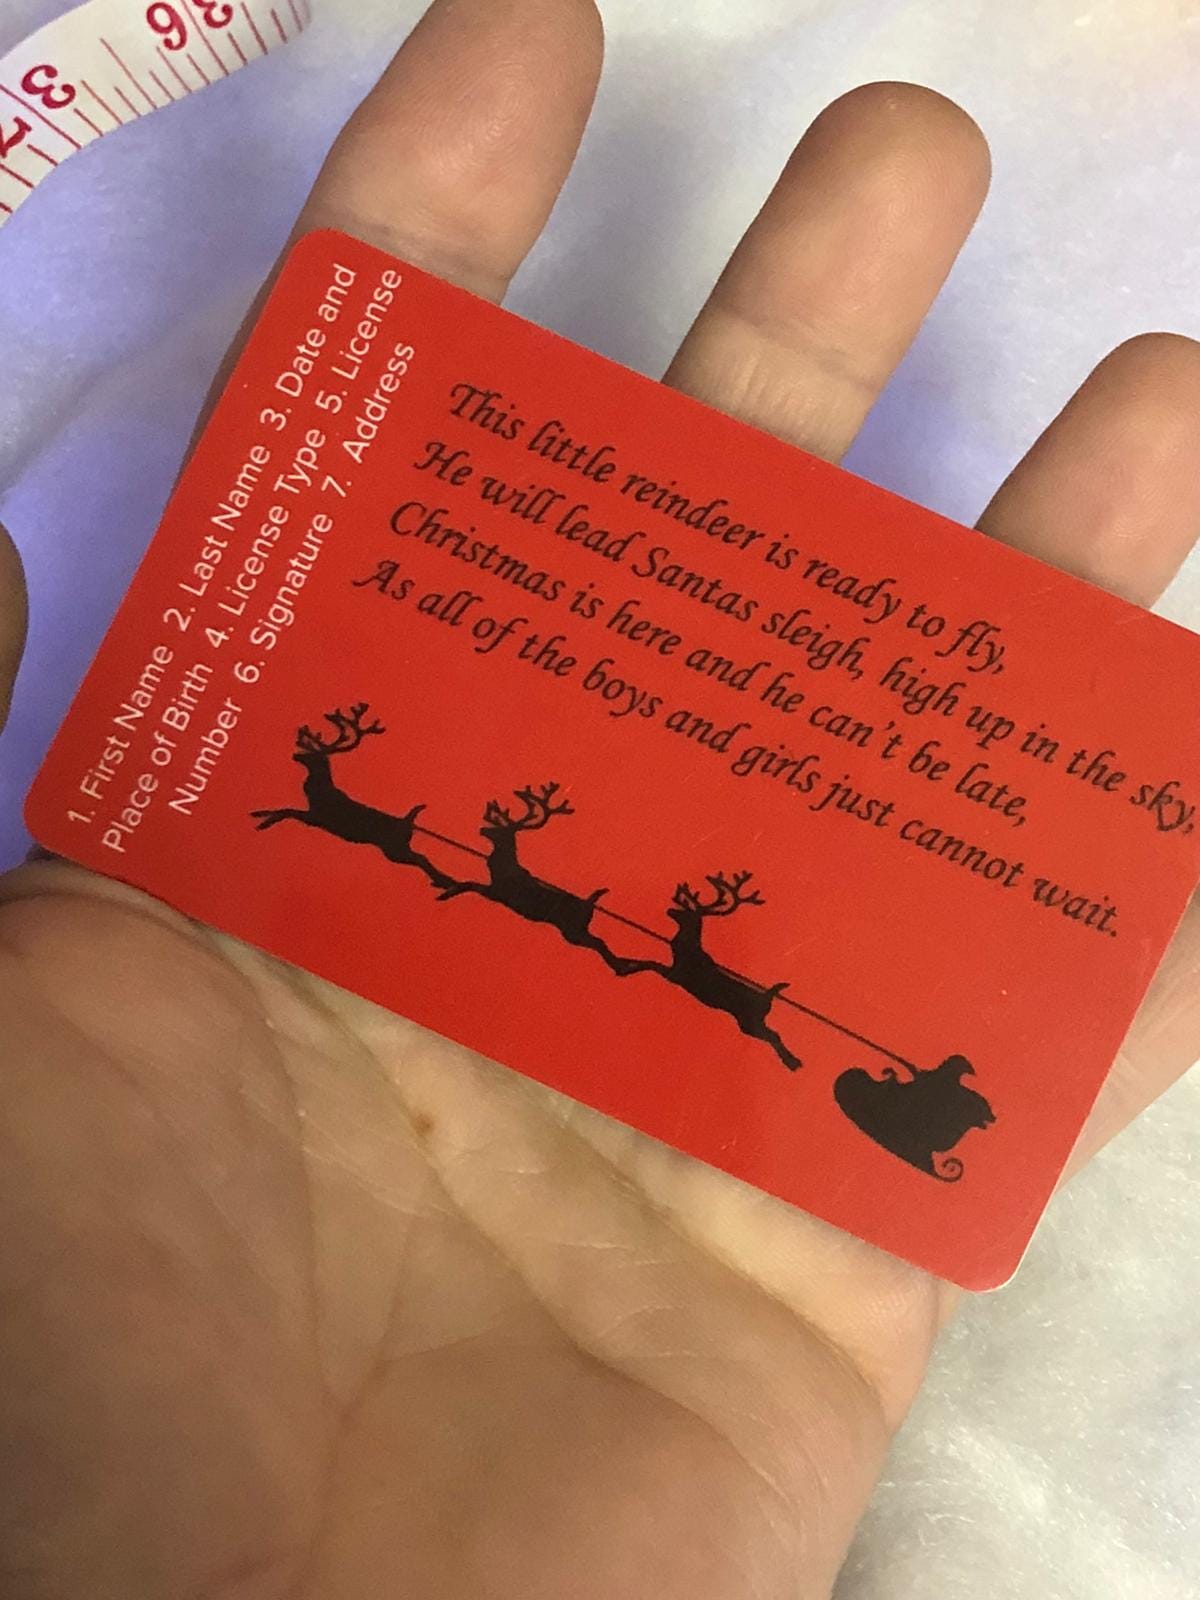 36
3
7
1. First Name 2. Last Name 3. Date and
Place of Birth 4. License Type 5. License
Number 6. Signature 7. Address
This little reindeer is ready to fly,
He will lead Santas sleigh, high up in the sky,
Christmas is here and he can't be late,
As all of the boys and girls just cannot wait.